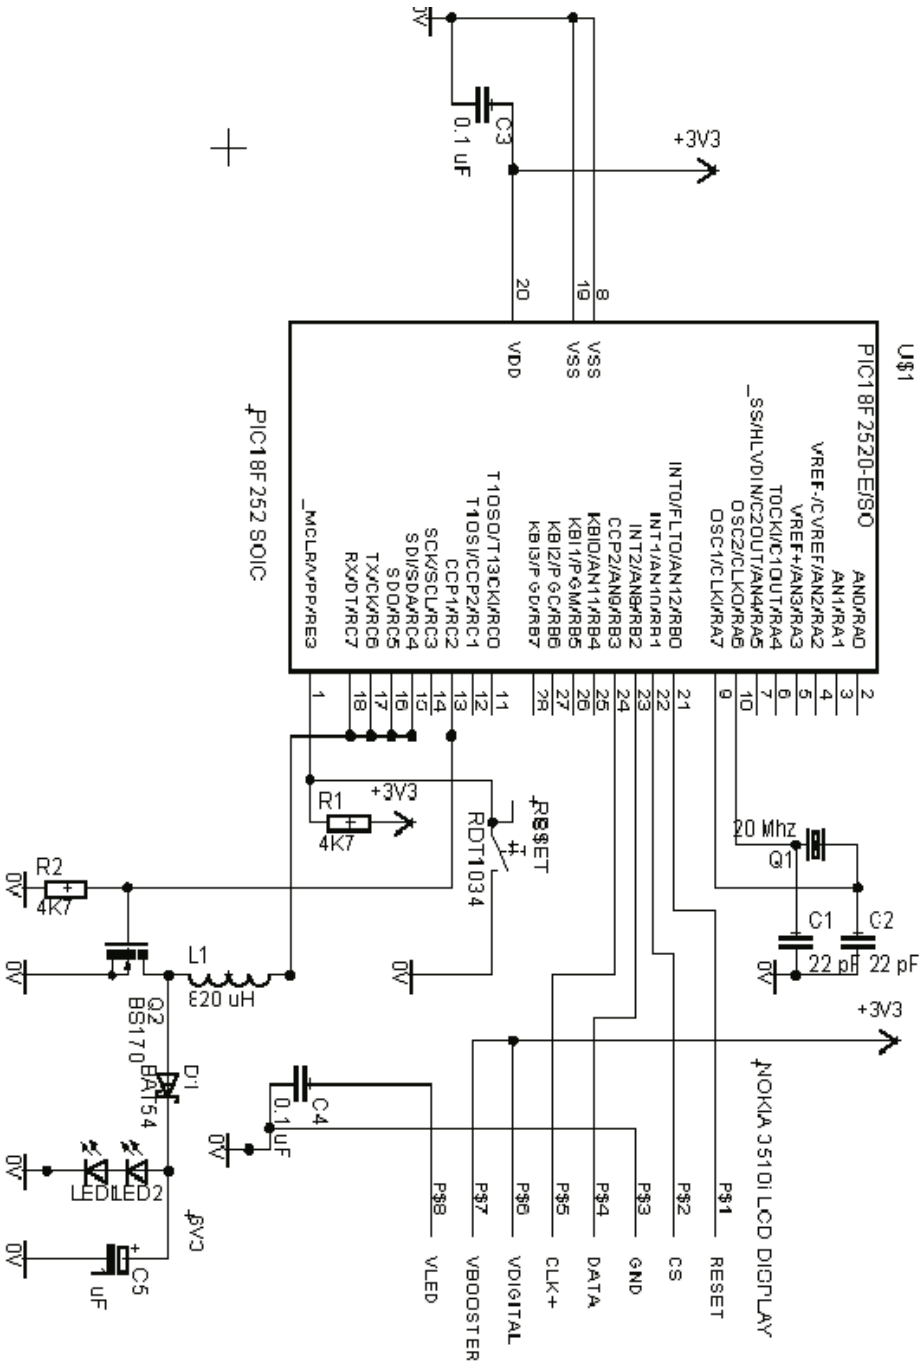 0V
C3
0.1 uF
+3V3
20
19
8
U$1
VDD
VSS
VSS
PIC18F2520-E/SO
PIC18F252 SOIC
_MCLR/VPP/RE3
RX/DT/RC7
TX/CK/RC6
SDO/RC5
SDI/SDA/RC4
SCK/SCL/RC3
CCP1/RC2
T1OSI/CCP2/RC1
T1OSO/T13CKI/RC0
KBI3/PGD/RB7
KBI2/PGC/RB6
KBI1/PGM/RB5
KBI0/AN11/RB4
CCP2/AN9/RB3
INT2/AN8/RB2
INT1/AN10/RB1
INT0/FLT0/AN12/RB0
OSC1/CLKI/RA7
OSC2/CLKO/RA6
_SS/HLVDIN/C2OUT/AN4/RA5
T0CKI/C1OUT/RA4
VREF+/AN3/RA3
VREF-/CVREF/AN2/RA2
AN1/RA1
AN0/RA0
1
18
17
16
15
14
13
12
11
28
27
26
25
24
23
22
21
9
10
7
6
5
4
3
2
R1
4K7
+3V3
RESET
RDT1034
20 Mhz
Q1
R2
4K7
0V
C1
22 pF
C2
22 pF
0V
0V
0V
L1
820 uH
Q2
BS170
D1
BAT54
+3V3
NOKIA 3510i LCD DISPLAY
C4
0.1 uF
0V
0V
LED1
LED2
6V3
0V
C5
1 uF
P$8
P$7
P$6
P$5
P$4
P$3
P$2
P$1
VLED
VBOOSTER
VDIGITAL
CLK+
DATA
GND
CS
RESET